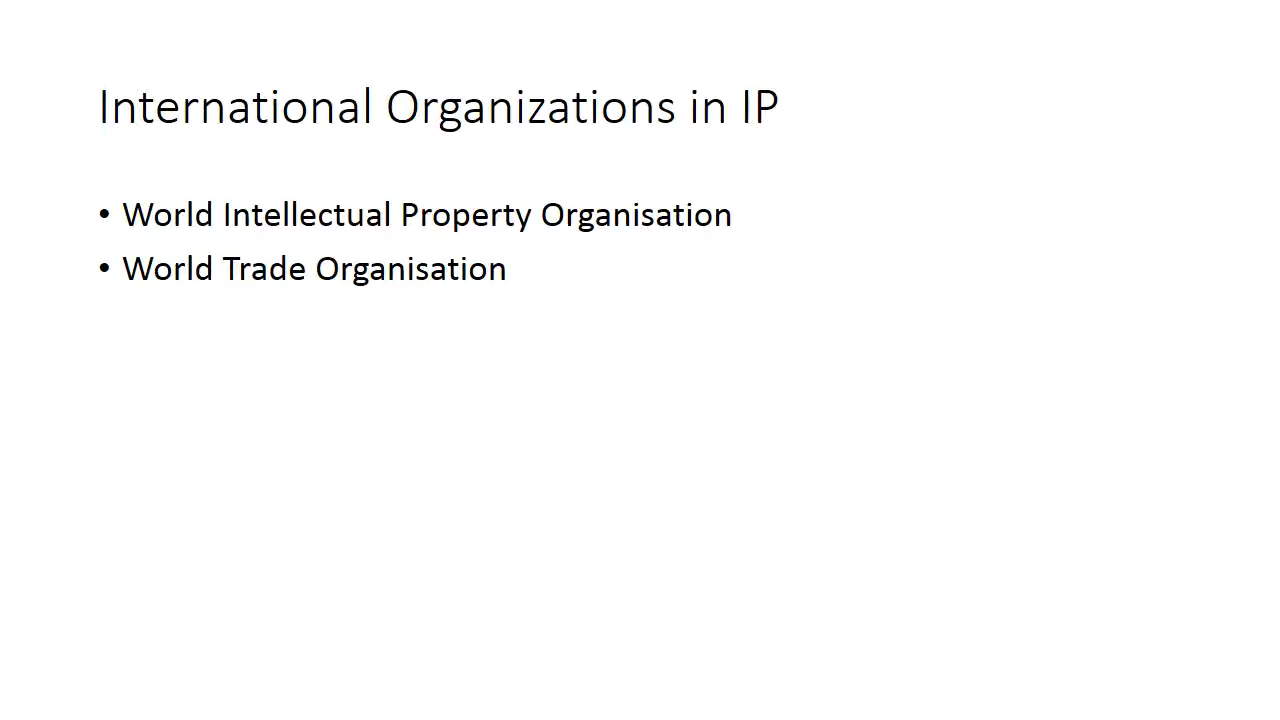 International Organizations in IP
• World Intellectual Property Organisation
• World Trade Organisation